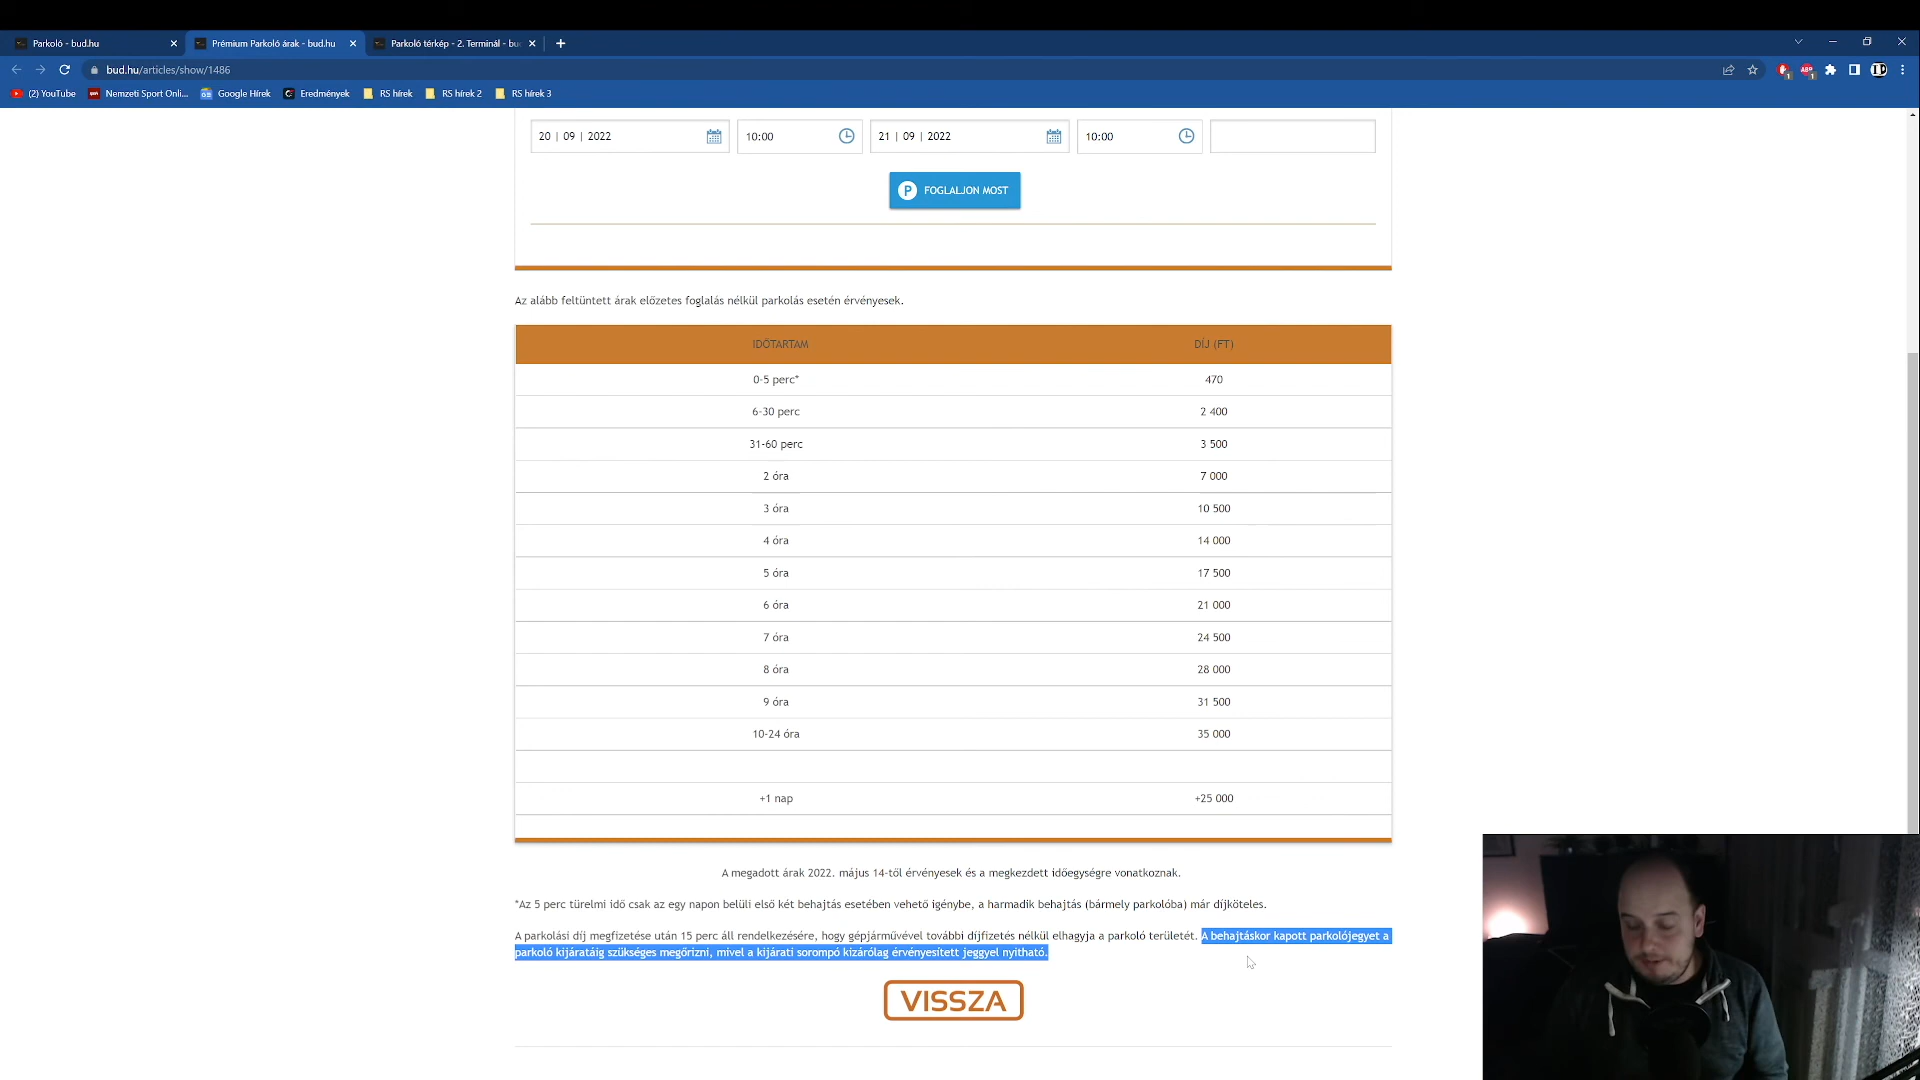 Parkoló - bud.hu
Prémium Parkoló árak - bud.hu
Parkoló térkép - 2. Terminál - bu
bud.hu/articles/show/1486
(2) YouTube
Nemzeti Sport Onli...
Google Hírek
Eredmények
RS hírek
RS hírek 2
RS hírek 3
20 | 09 | 2022
10:00
21 | 09 | 2022
10:00
P FOGLALJON MOST
Az alább feltüntett árak előzetes foglalás nélkül parkolás esetén érvényesek.
IDŐTARTAM DÍJ (FT)
0-5 perc* 470
6-30 perc 2 400
31-60 perc 3 500
2 óra 7 000
3 óra 10 500
4 óra 14 000
5 óra 17 500
6 óra 21 000
7 óra 24 500
8 óra 28 000
9 óra 31 500
10-24 óra 35 000
+1 nap +25 000
A megadott árak 2022. május 14-től érvényesek és a megkezdett időegységre vonatkoznak.
*Az 5 perc türelmi idő csak az egy napon belüli első két behajtás esetében vehető igénybe, a harmadik behajtás (bármely parkolóba) már díjköteles.
A parkolási díj megfizetése után 15 perc áll rendelkezésére, hogy gépjárművével további díjfizetés nélkül elhagyja a parkoló területét. A behajtáskor kapott parkolójegyet a
parkoló kijáratáig szükséges megőrizni, mivel a kijárati sorompó kizárólag érvényesített jeggyel nyitható.
VISSZA